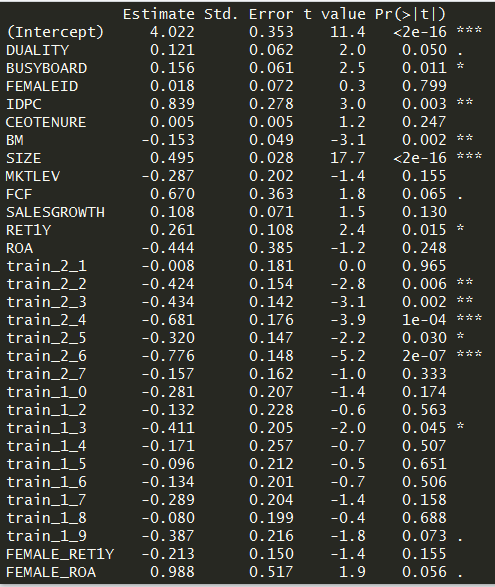 Estimate Std. Error t value Pr(>|t|)
(Intercept) 4.022 0.353 11.4 <2e-16 ***
DUALITY 0.121 0.062 2.0 0.050 .
BUSYBOARD 0.156 0.061 2.5 0.011 *
FEMALEID 0.018 0.072 0.3 0.799
IDPC 0.839 0.278 3.0 0.003 **
CEOTENURE 0.005 0.005 1.2 0.247
BM -0.153 0.049 -3.1 0.002 **
SIZE 0.495 0.028 17.7 <2e-16 ***
MKTLEV -0.287 0.202 -1.4 0.155
FCF 0.670 0.363 1.8 0.065 .
SALESGROWTH 0.108 0.071 1.5 0.130
RET1Y 0.261 0.108 2.4 0.015 *
ROA -0.444 0.385 -1.2 0.248
train_2_1 -0.008 0.181 0.0 0.965
train_2_2 -0.424 0.154 -2.8 0.006 **
train_2_3 -0.434 0.142 -3.1 0.002 **
train_2_4 -0.681 0.176 -3.9 1e-04 ***
train_2_5 -0.320 0.147 -2.2 0.030 *
train_2_6 -0.776 0.148 -5.2 2e-07 ***
train_2_7 -0.157 0.162 -1.0 0.333
train_1_0 -0.281 0.207 -1.4 0.174
train_1_2 -0.132 0.228 -0.6 0.563
train_1_3 -0.411 0.205 -2.0 0.045 *
train_1_4 -0.171 0.257 -0.7 0.507
train_1_5 -0.096 0.212 -0.5 0.651
train_1_6 -0.134 0.201 -0.7 0.506
train_1_7 -0.289 0.204 -1.4 0.158
train_1_8 -0.080 0.199 -0.4 0.688
train_1_9 -0.387 0.216 -1.8 0.073 .
FEMALE_RET1Y -0.213 0.150 -1.4 0.155
FEMALE_ROA 0.988 0.517 1.9 0.056 .